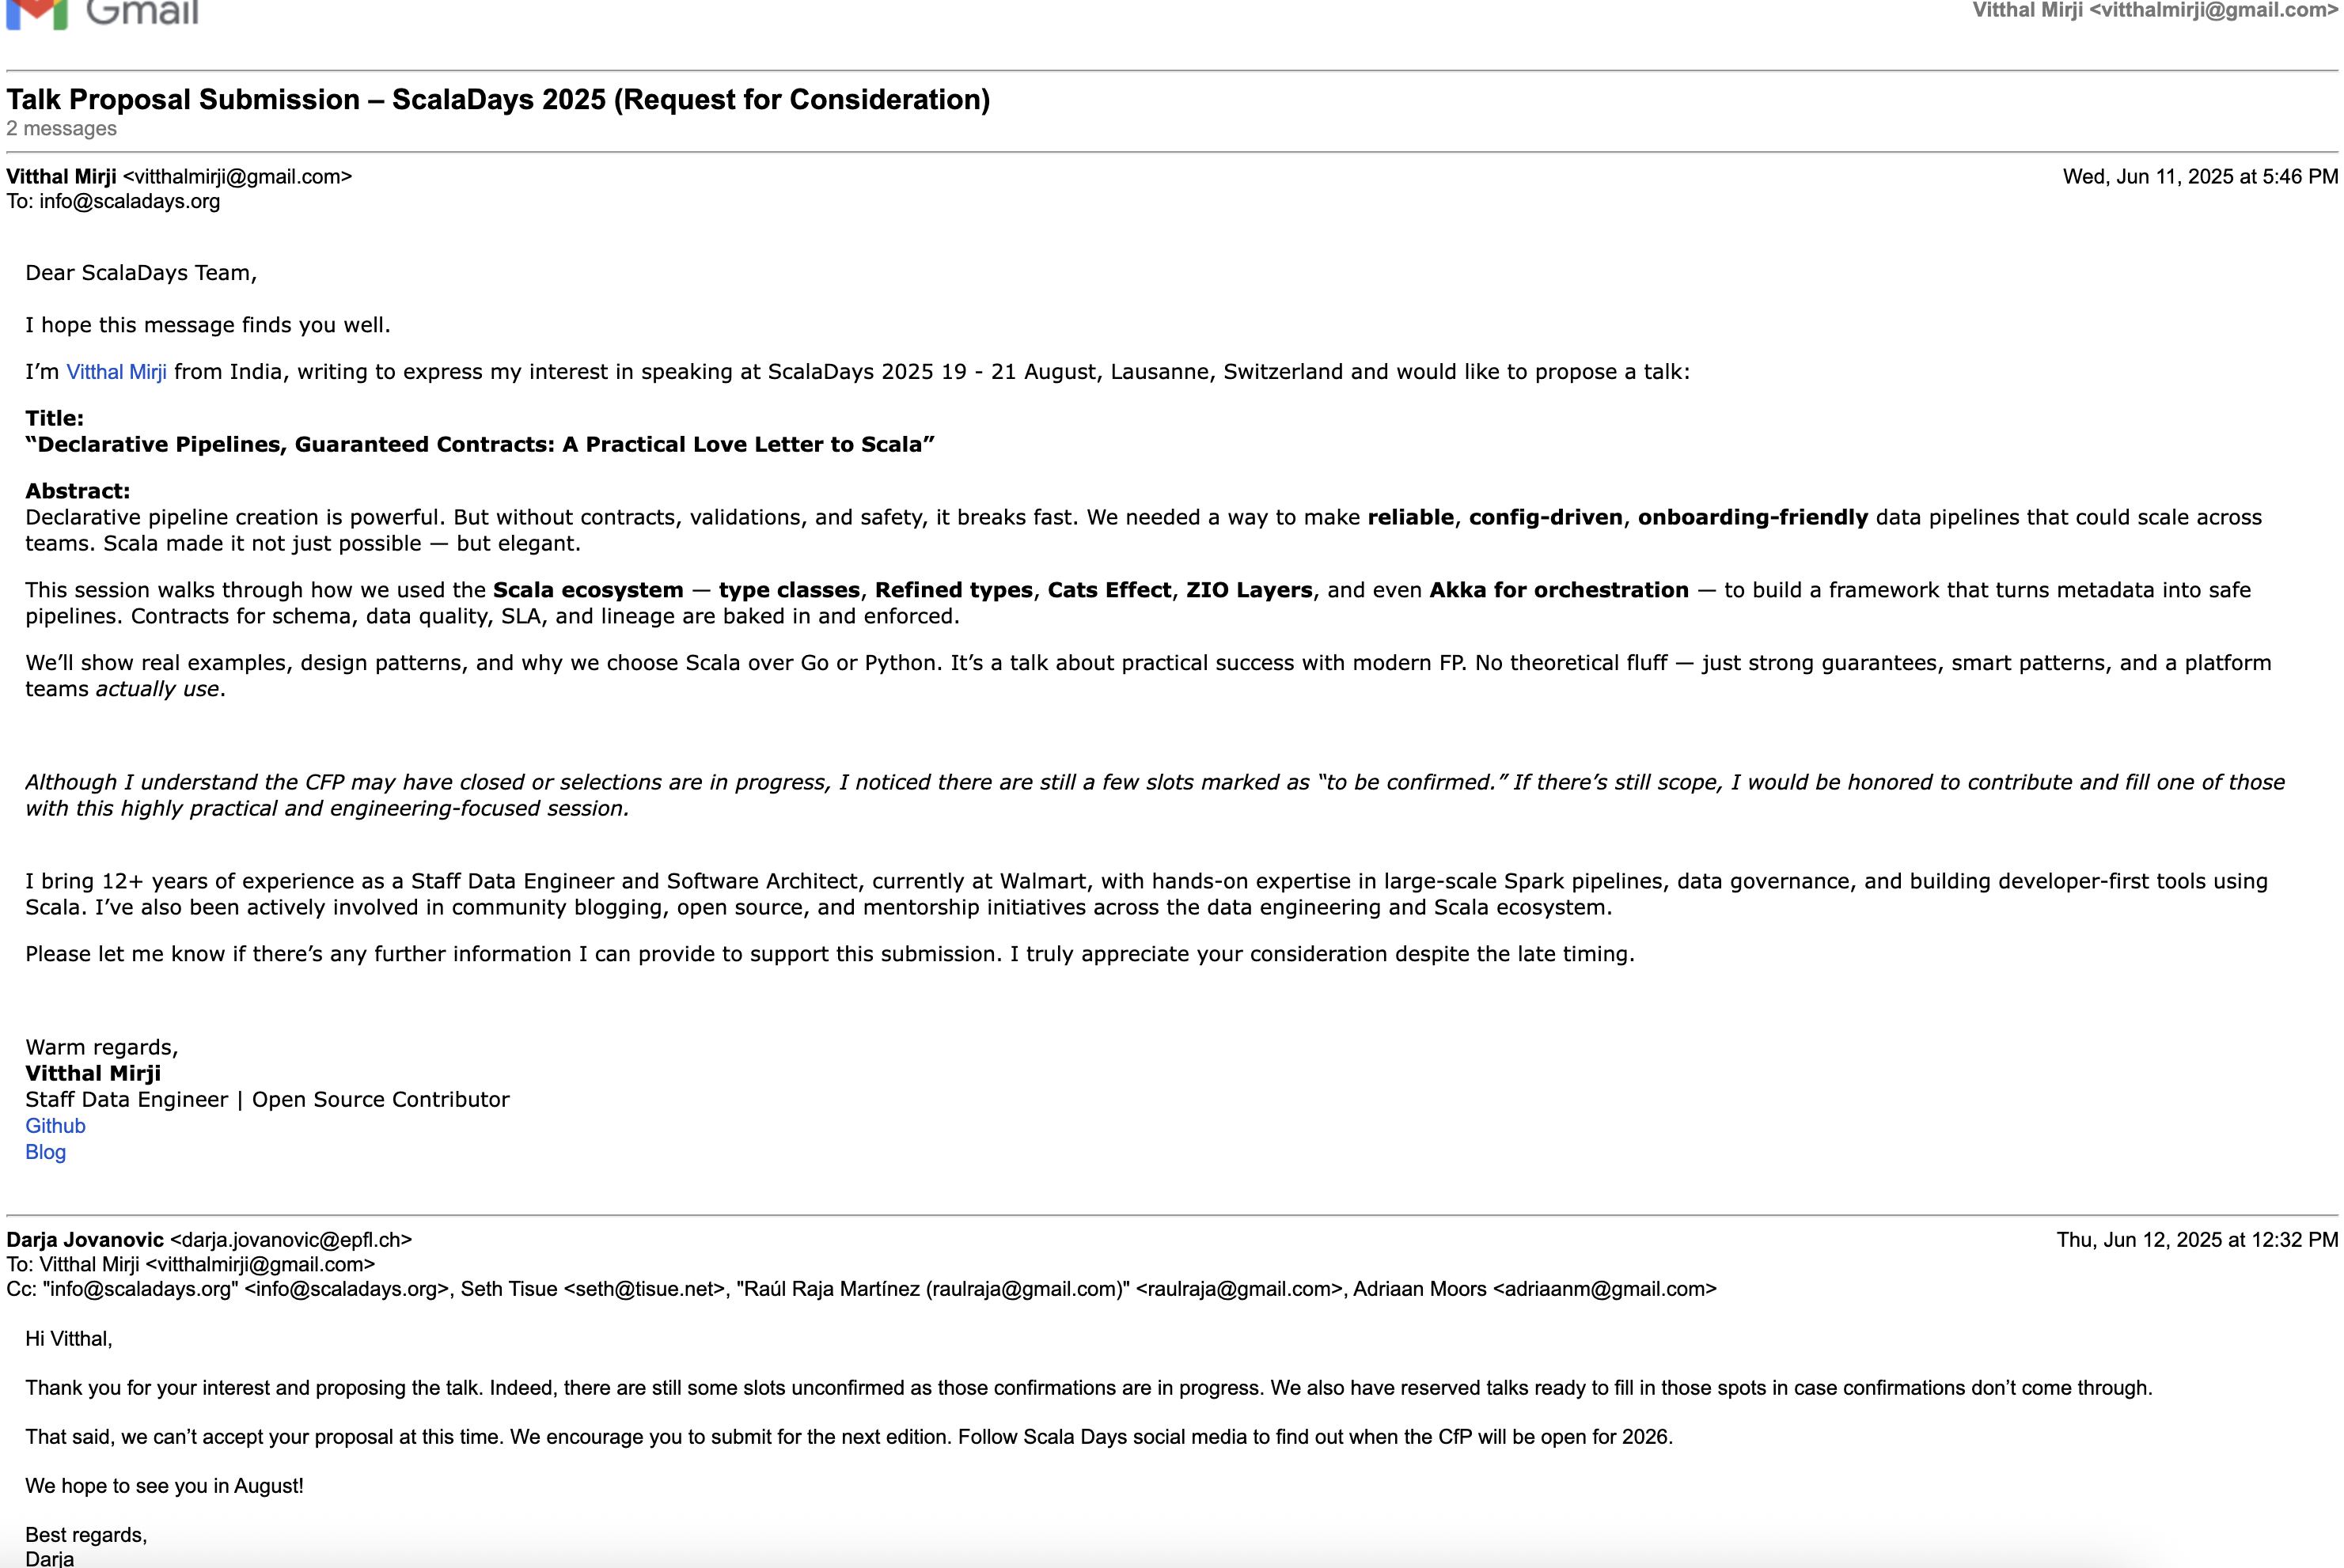 Gmail
Vitthal Mirji <vitthalmirji@gmail.com>
Talk Proposal Submission – ScalaDays 2025 (Request for Consideration)
2 messages
Vitthal Mirji <vitthalmirji@gmail.com>
Wed, Jun 11, 2025 at 5:46 PM
To: info@scaladays.org
Dear ScalaDays Team,
I hope this message finds you well.
I’m Vitthal Mirji from India, writing to express my interest in speaking at ScalaDays 2025 19 - 21 August, Lausanne, Switzerland and would like to propose a talk:
Title:
“Declarative Pipelines, Guaranteed Contracts: A Practical Love Letter to Scala”
Abstract:
Declarative pipeline creation is powerful. But without contracts, validations, and safety, it breaks fast. We needed a way to make reliable, config-driven, onboarding-friendly data pipelines that could scale across
teams. Scala made it not just possible — but elegant.
This session walks through how we used the Scala ecosystem — type classes, Refined types, Cats Effect, ZIO Layers, and even Akka for orchestration — to build a framework that turns metadata into safe
pipelines. Contracts for schema, data quality, SLA, and lineage are baked in and enforced.
We’ll show real examples, design patterns, and why we choose Scala over Go or Python. It’s a talk about practical success with modern FP. No theoretical fluff — just strong guarantees, smart patterns, and a platform
teams actually use.
Although I understand the CFP may have closed or selections are in progress, I noticed there are still a few slots marked as “to be confirmed.” If there’s still scope, I would be honored to contribute and fill one of those
with this highly practical and engineering-focused session.
I bring 12+ years of experience as a Staff Data Engineer and Software Architect, currently at Walmart, with hands-on expertise in large-scale Spark pipelines, data governance, and building developer-first tools using
Scala. I’ve also been actively involved in community blogging, open source, and mentorship initiatives across the data engineering and Scala ecosystem.
Please let me know if there’s any further information I can provide to support this submission. I truly appreciate your consideration despite the late timing.
Warm regards,
Vitthal Mirji
Staff Data Engineer | Open Source Contributor
Github
Blog
Darja Jovanovic <darja.jovanovic@epfl.ch>
Thu, Jun 12, 2025 at 12:32 PM
To: Vitthal Mirji <vitthalmirji@gmail.com>
Cc: "info@scaladays.org" <info@scaladays.org>, Seth Tisue <seth@tisue.net>, "Raúl Raja Martínez (raulraja@gmail.com)" <raulraja@gmail.com>, Adriaan Moors <adriaanm@gmail.com>
Hi Vitthal,
Thank you for your interest and proposing the talk. Indeed, there are still some slots unconfirmed as those confirmations are in progress. We also have reserved talks ready to fill in those spots in case confirmations don’t come through.
That said, we can’t accept your proposal at this time. We encourage you to submit for the next edition. Follow Scala Days social media to find out when the CfP will be open for 2026.
We hope to see you in August!
Best regards,
Darja